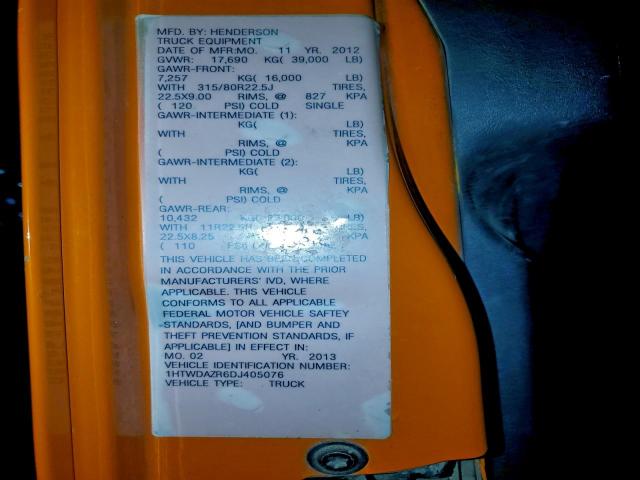 MFD. BY: HENDERSON
TRUCK EQUIPMENT
DATE OF MFR:MO. 11 YR. 2012
GVWR: 17,690 KG( 39,000 LB)
GAWR-FRONT:
7,257 KG( 16,000 LB)
WITH 315/80R22.5J TIRES,
22.5X9.00 RIMS, @ 827 KPA
( 120 PSI) COLD SINGLE
GAWR-INTERMEDIATE (1):
KG( LB)
WITH TIRES,
RIMS, @ KPA
( PSI) COLD
GAWR-INTERMEDIATE (2):
KG( LB)
WITH TIRES,
RIMS, @ KPA
( PSI) COLD
GAWR-REAR:
10,432 KG( 23,000 LB)
WITH TIRES,
22.5X8.25 KPA
( 110 PSI)
THIS VEHICLE HAS BEEN COMPLETED
IN ACCORDANCE WITH THE PRIOR
MANUFACTURERS' IVD, WHERE
APPLICABLE. THIS VEHICLE
CONFORMS TO ALL APPLICABLE
FEDERAL MOTOR VEHICLE SAFTEY
STANDARDS, [AND BUMPER AND
THEFT PREVENTION STANDARDS, IF
APPLICABLE] IN EFFECT IN:
MO. 02 YR. 2013
VEHICLE IDENTIFICATION NUMBER:
1HTWDAZR6DJ405076
VEHICLE TYPE: TRUCK